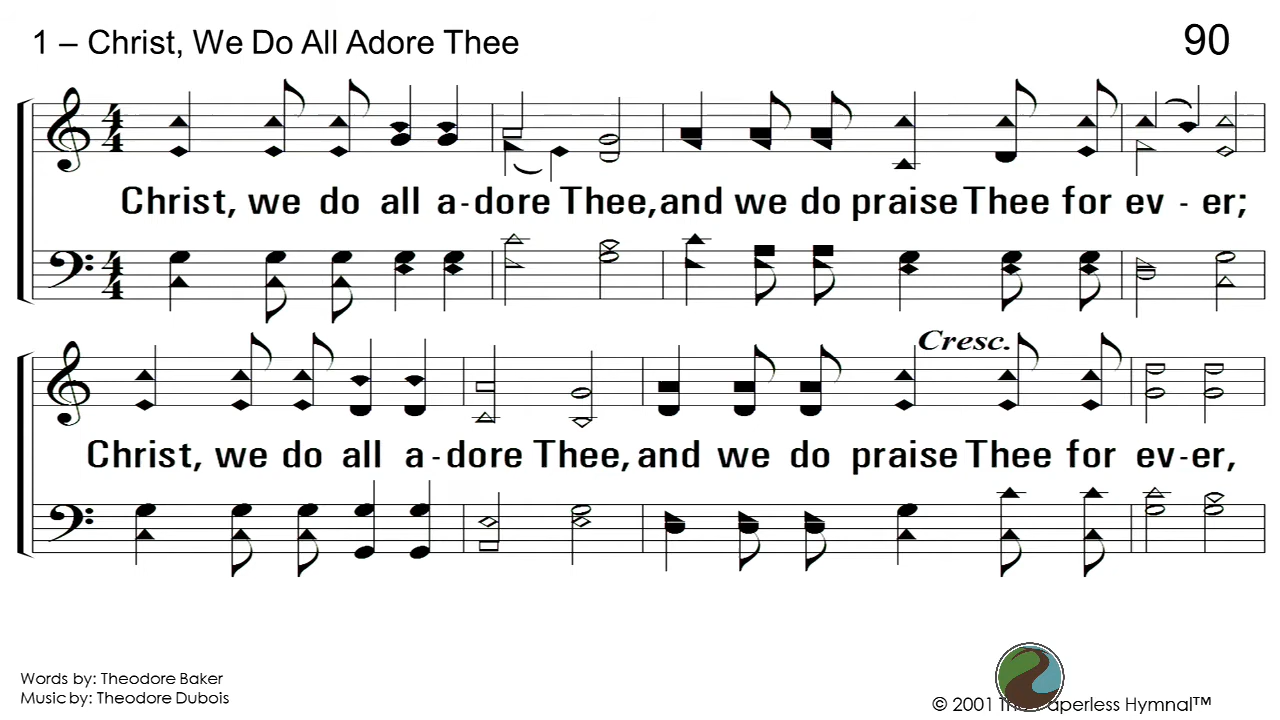 1 – Christ, We Do All Adore Thee
90
Christ, we do all a-dore Thee, and we do praise Thee for ev - er;
Cresc.
Christ, we do all a-dore Thee, and we do praise Thee for ev-er,
Words by: Theodore Baker
Music by: Theodore Dubois
© 2001 The Paperless Hymnal™